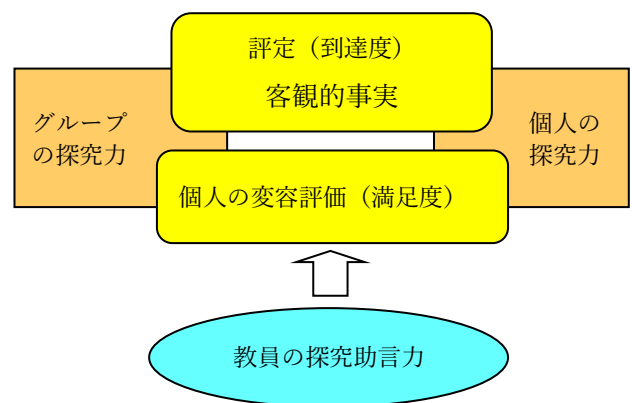 評定（到達度）
客観的事実
グループ
の探究力
個人の
探究力
個人の変容評価（満足度）
教員の探究助言力